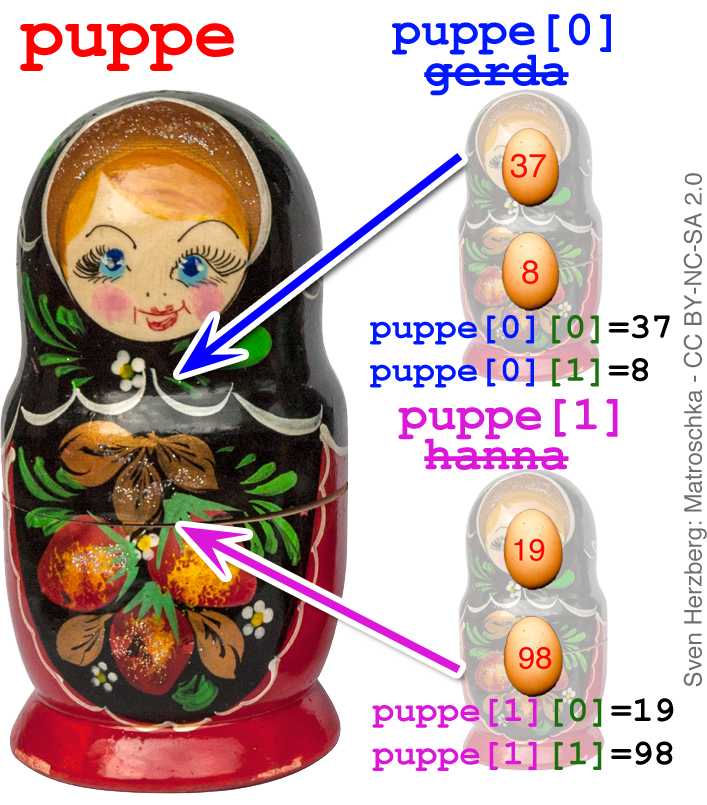 puppe
puppe[0]
gerda
37
8
puppe[0][0]=37
puppe[0][1]=8
puppe[1]
hanna
19
98
puppe[1][0]=19
puppe[1][1]=98
Sven Herzberg: Matroschka - CC BY-NC-SA 2.0